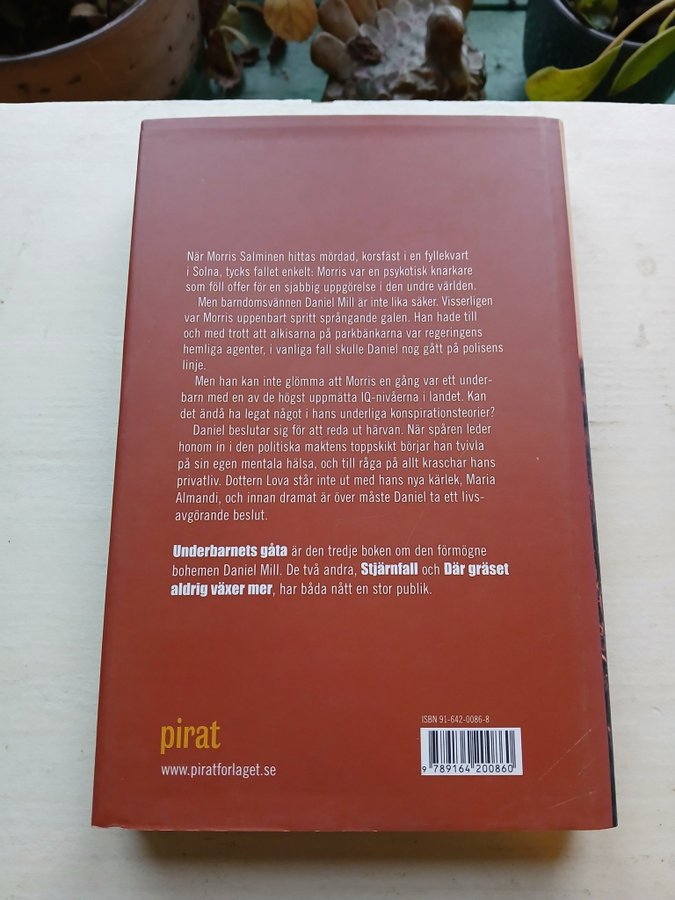 När Morris Salminen hittas mördad, korsfäst i en fyllekvart
i Solna, tycks fallet enkelt: Morris var en psykotisk knarkare
som föll offer för en sjabbig uppgörelse i den undre världen.
Men barndomsvännen Daniel Mill är inte lika säker. Visserligen
var Morris uppenbart spritt språngande galen. Han hade till
och med trott att alkisarna på parkbänkarna var regeringens
hemliga agenter, i vanliga fall skulle Daniel nog gått på polisens
linje.
Men han kan inte glömma att Morris en gång var ett under-
barn med en av de högst uppmätta IQ-nivåerna i landet. Kan
det ändå ha legat något i hans underliga konspirationsteorier?
Daniel beslutar sig för att reda ut härvan. När spåren leder
honom in i den politiska maktens toppskikt börjar han tvivla
på sin egen mentala hälsa, och till råga på allt kraschar hans
privatliv. Dottern Lova står inte ut med hans nya kärlek, Maria
Almandi, och innan dramat är över måste Daniel ta ett livs-
avgörande beslut.
Underbarnets gåta är den tredje boken om den förmögne
bohemen Daniel Mill. De två andra, Stjärnfall och Där gräset
aldrig växer mer, har båda nått en stor publik.
pirat
www.piratforlaget.se
ISBN 91-642-0086-8
9 789164 200860